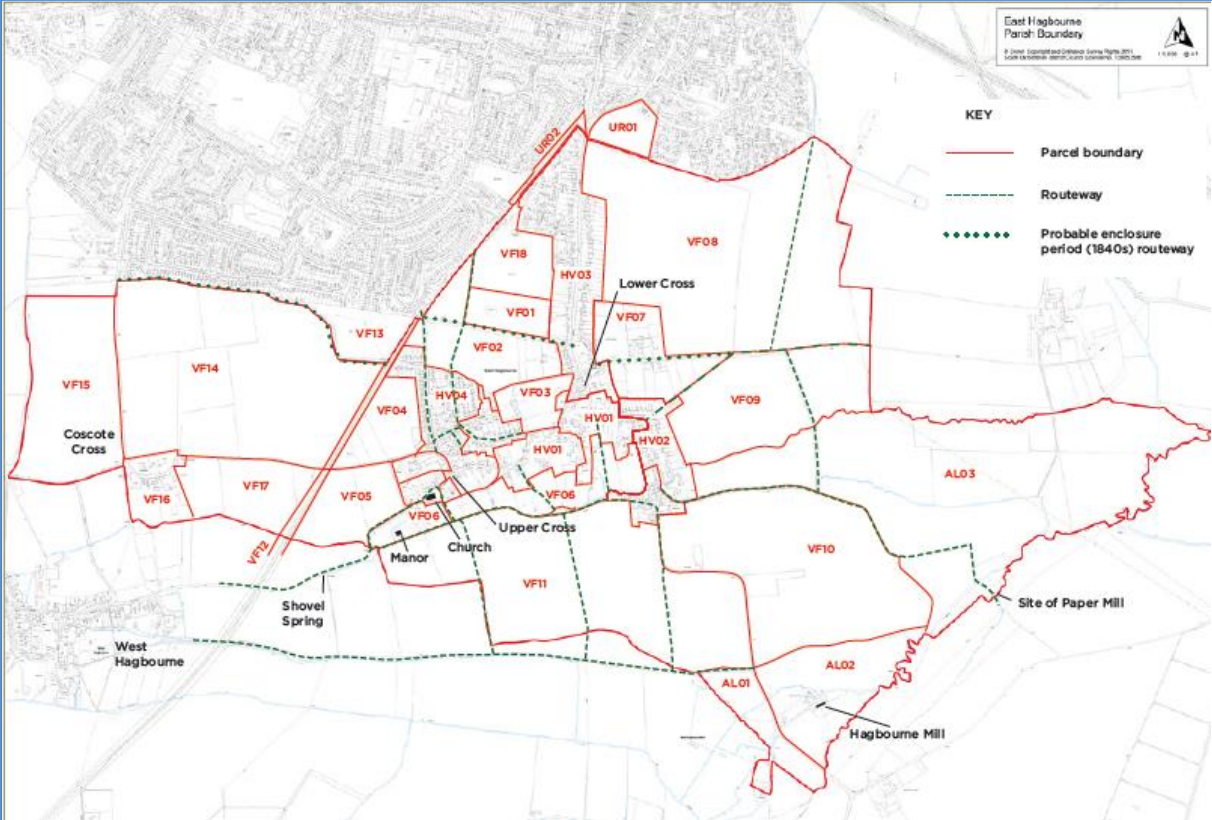 East Hagbourne
Parish Boundary
N
KEY
Parcel boundary
Routeway
Probable enclosure
period (1840s) routeway
UR01
UR02
VF08
VF18
HV03
Lower Cross
VF01
VF07
VF13
VF02
VF14
VF15
VF03
HV04
VF04
VF09
HV01
Coscote
Cross
HV02
HV01
AL03
VF16
VF17
VF05
VF06
VF06
Upper Cross
Church
Manor
VF12
VF10
VF11
Shovel
Spring
Site of Paper Mill
West
Hagbourne
AL02
AL01
Hagbourne Mill